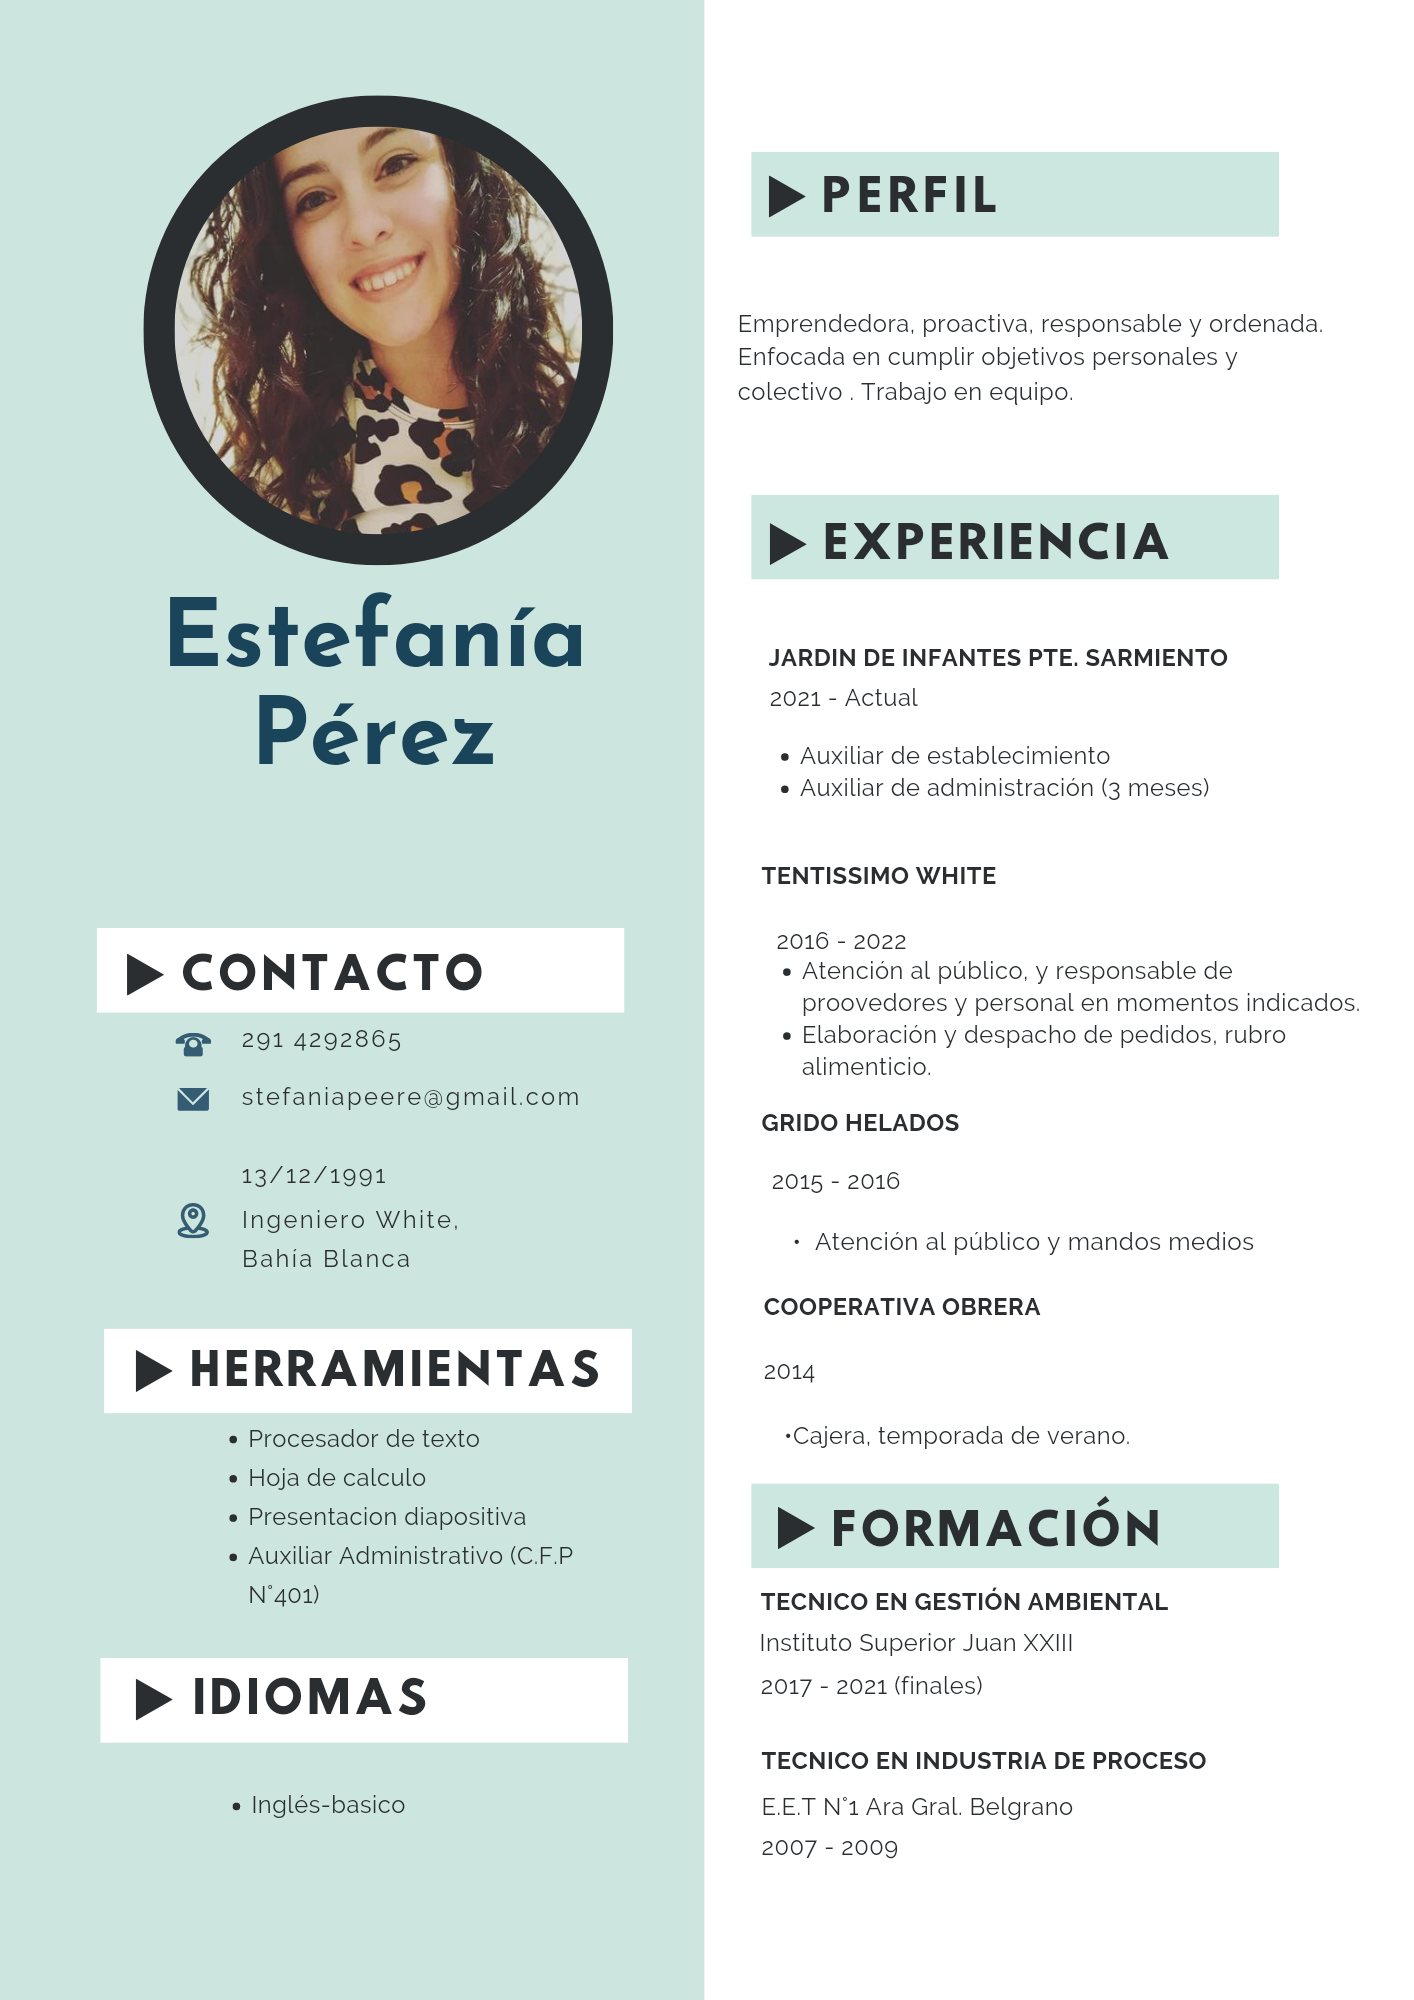 Estefanía
Pérez
CONTACTO
291 4292865
stefaniapeere@gmail.com
13/12/1991
Ingeniero White,
Bahía Blanca
HERRAMIENTAS
• Procesador de texto
• Hoja de calculo
• Presentacion diapositiva
• Auxiliar Administrativo (C.F.P
N°401)
IDIOMAS
• Inglés-basico
PERFIL
Emprendedora, proactiva, responsable y ordenada.
Enfocada en cumplir objetivos personales y
colectivo . Trabajo en equipo.
EXPERIENCIA
JARDIN DE INFANTES PTE. SARMIENTO
2021 - Actual
• Auxiliar de establecimiento
• Auxiliar de administración (3 meses)
TENTISSIMO WHITE
2016 - 2022
• Atención al público, y responsable de
proovedores y personal en momentos indicados.
• Elaboración y despacho de pedidos, rubro
alimenticio.
GRIDO HELADOS
2015 - 2016
• Atención al público y mandos medios
COOPERATIVA OBRERA
2014
•Cajera, temporada de verano.
FORMACIÓN
TECNICO EN GESTIÓN AMBIENTAL
Instituto Superior Juan XXIII
2017 - 2021 (finales)
TECNICO EN INDUSTRIA DE PROCESO
E.E.T N°1 Ara Gral. Belgrano
2007 - 2009